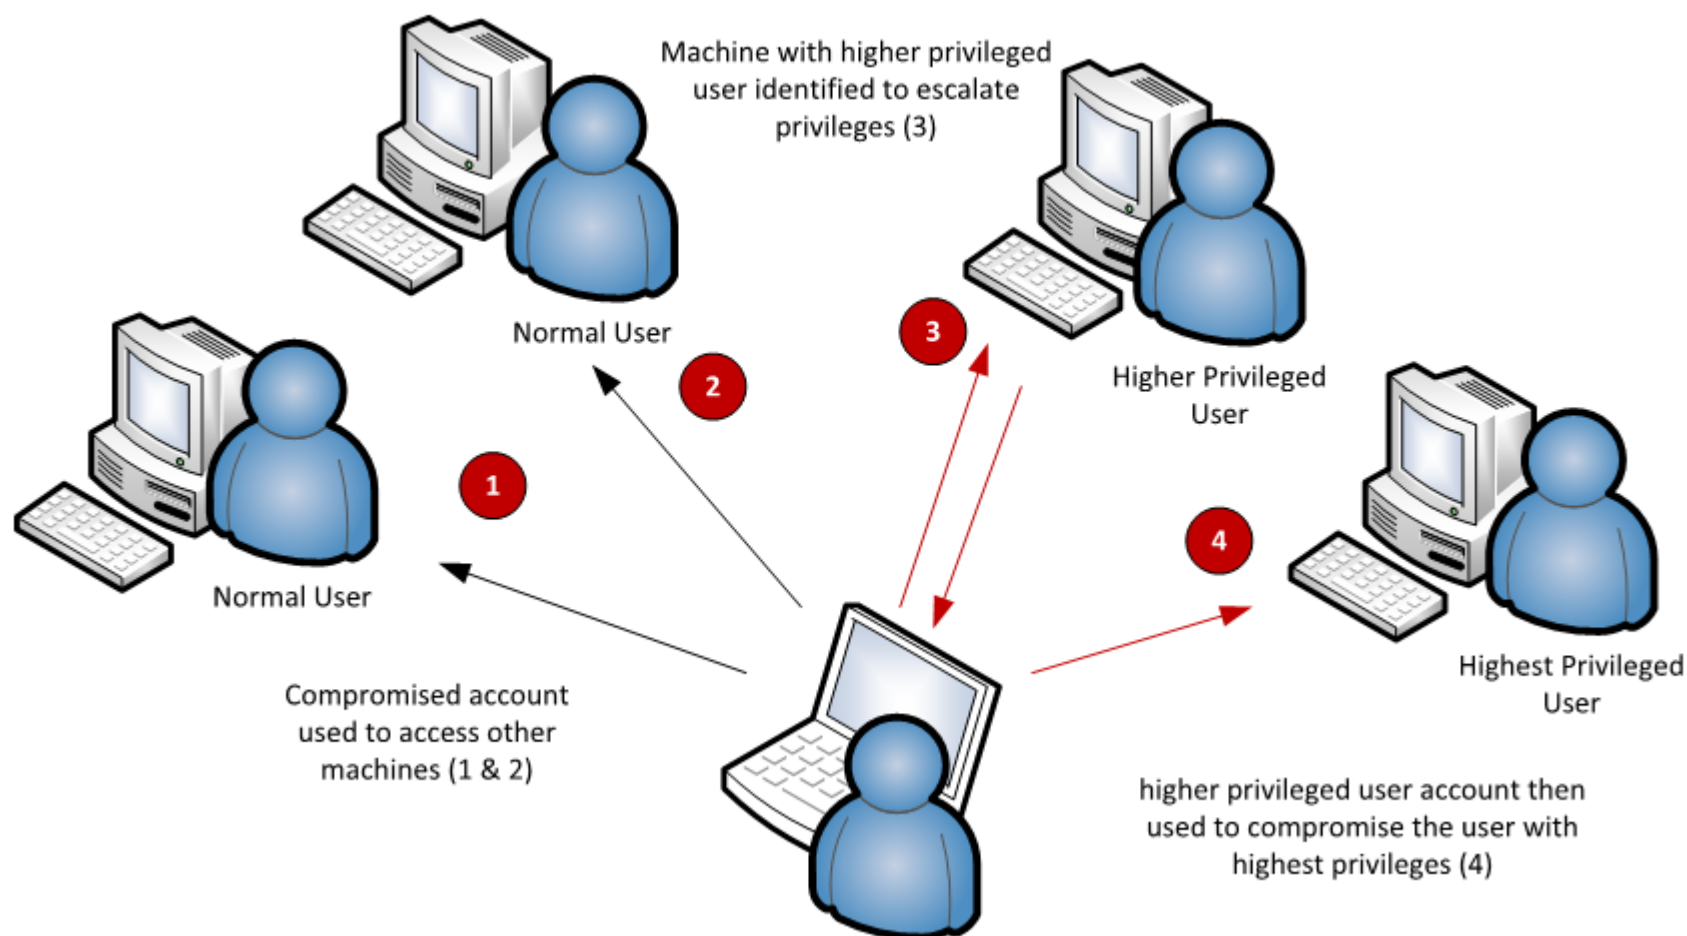 Machine with higher privileged
user identified to escalate
privileges (3)
Normal User
3
2
Higher Privileged
User
1
4
Normal User
Highest Privileged
User
Compromised account
used to access other
machines (1 & 2)
higher privileged user account then
used to compromise the user with
highest privileges (4)